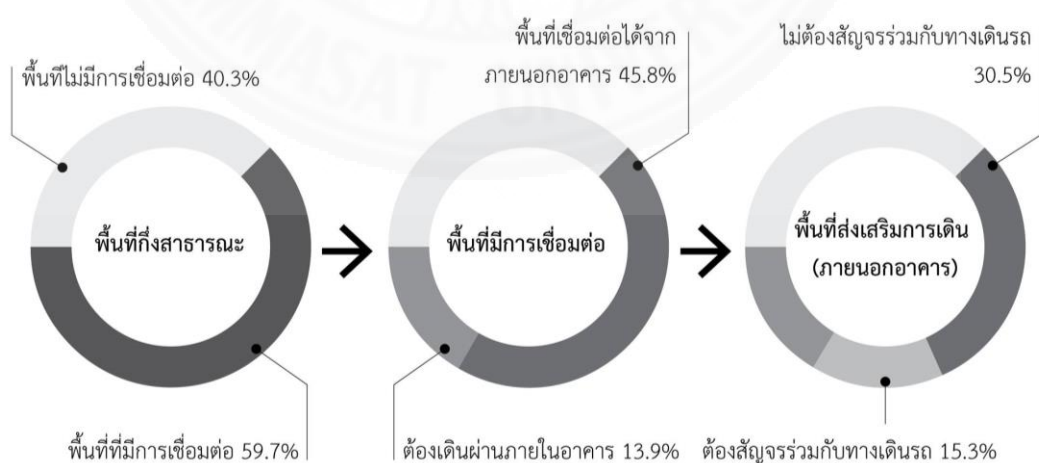 พื้นที่ไม่มีการเชื่อมต่อ 40.3%
พื้นที่กึ่งสาธารณะ
พื้นที่ที่มีการเชื่อมต่อ 59.7%
พื้นที่เชื่อมต่อได้จาก
ภายนอกอาคาร 45.8%
พื้นที่มีการเชื่อมต่อ
ต้องเดินผ่านภายในอาคาร 13.9%
ไม่ต้องสัญจรร่วมกับทางเดินรถ
30.5%
พื้นที่ส่งเสริมการเดิน
(ภายนอกอาคาร)
ต้องสัญจรร่วมกับทางเดินรถ 15.3%